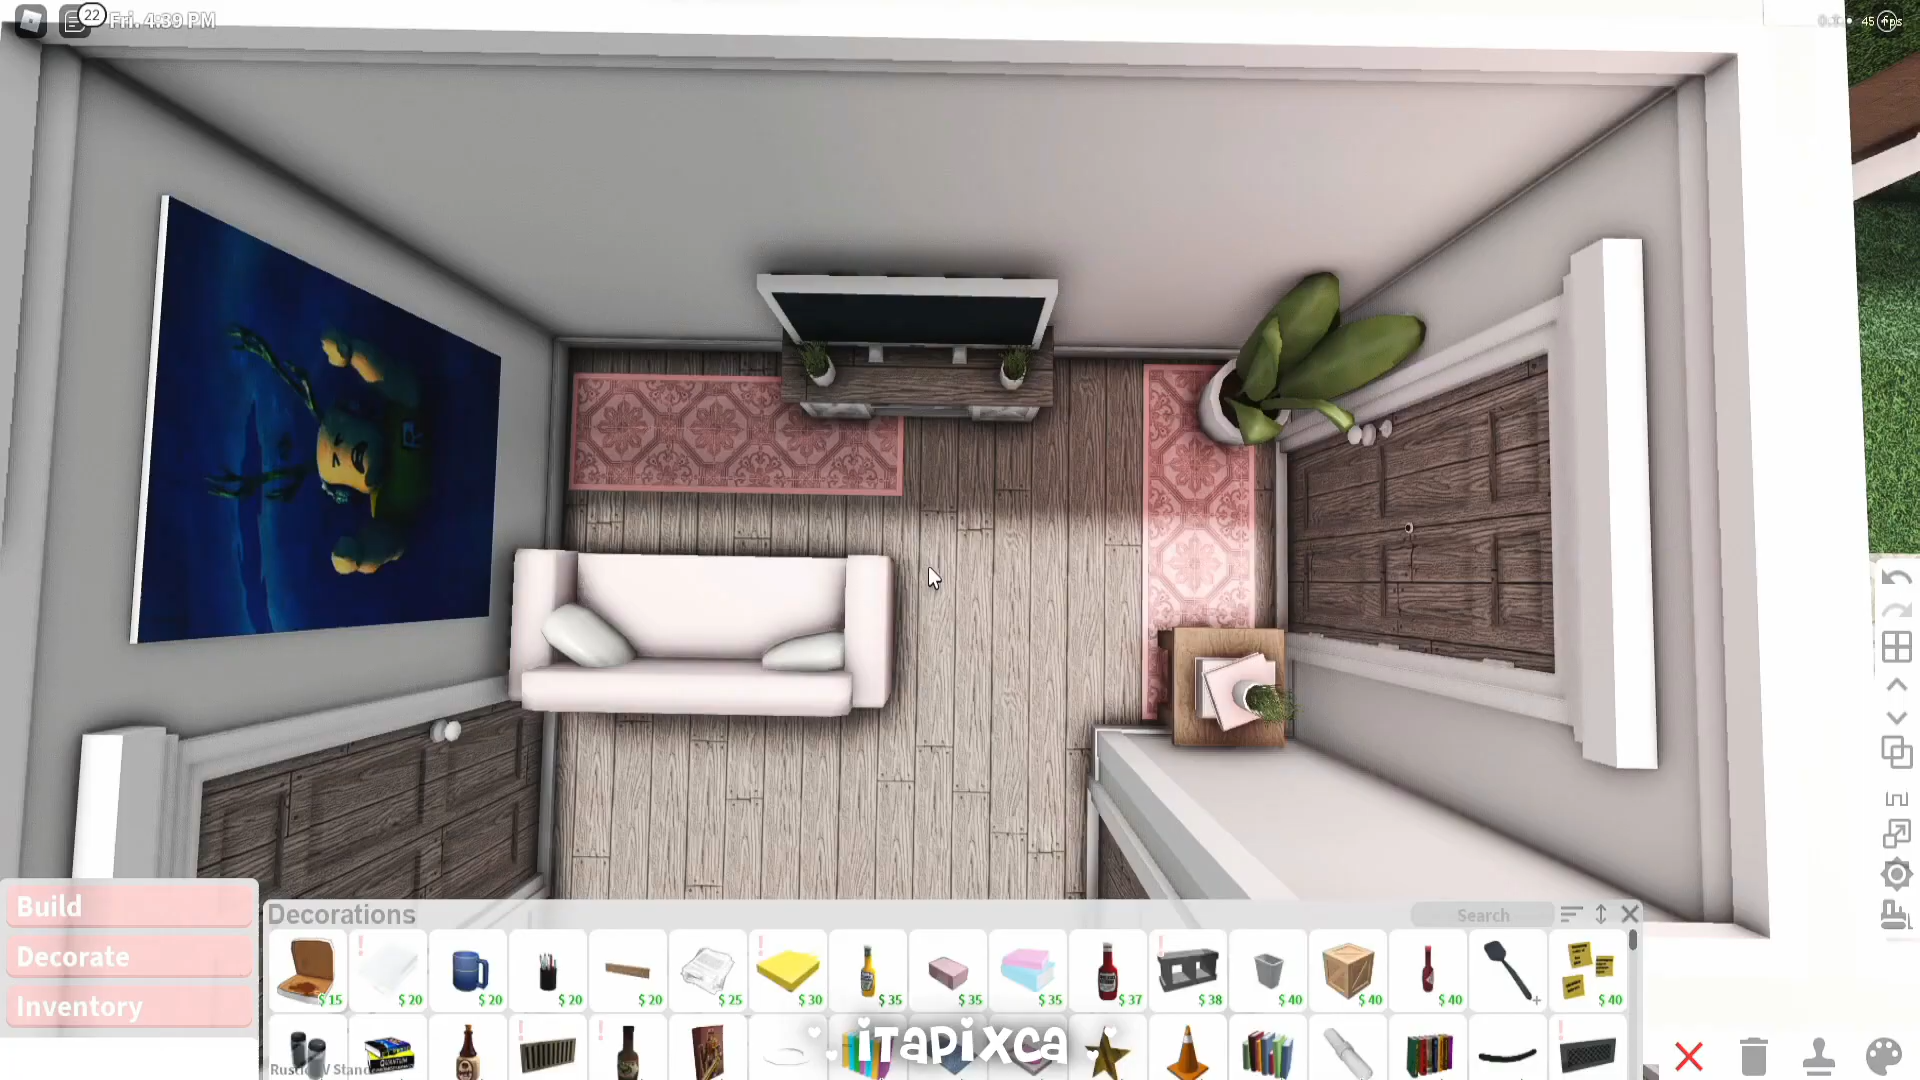 22
Fri. 4:39 PM
45 fps
Build
Decorate
Inventory
Decorations
Search
$ 15
$ 20
$ 20
$ 20
$ 20
$ 25
$ 30
$ 35
$ 35
$ 35
$ 37
$ 38
$ 40
$ 40
$ 40
$ 40
QUANTUM
iTAPiXCA